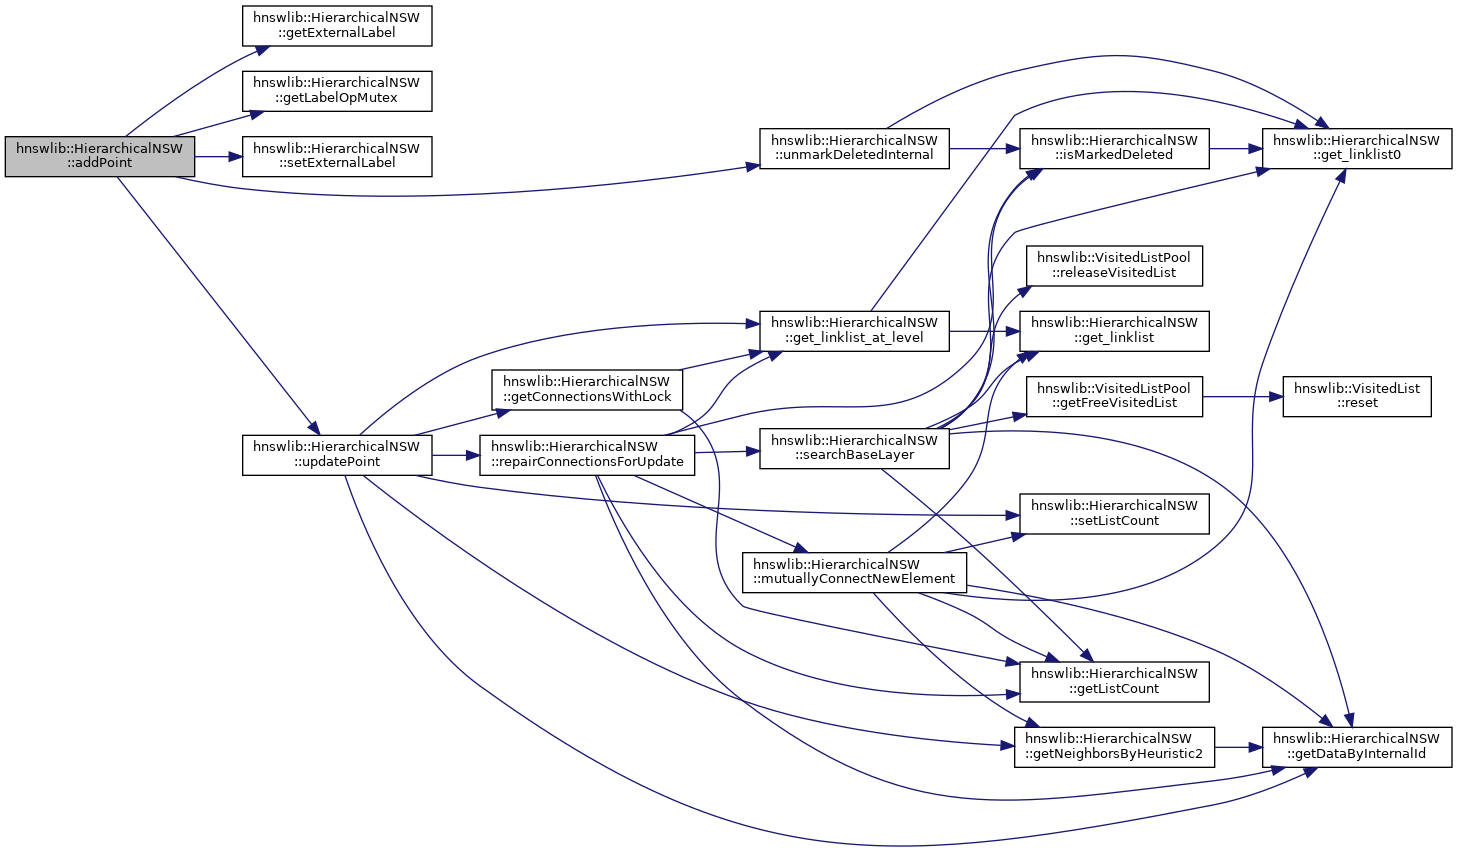 hnswlib::HierarchicalNSW
::getExternalLabel
hnswlib::HierarchicalNSW
::getLabelOpMutex
hnswlib::HierarchicalNSW
::addPoint
hnswlib::HierarchicalNSW
::setExternalLabel
hnswlib::HierarchicalNSW
::unmarkDeletedInternal
hnswlib::HierarchicalNSW
::isMarkedDeleted
hnswlib::HierarchicalNSW
::get_linklist0
hnswlib::VisitedListPool
::releaseVisitedList
hnswlib::HierarchicalNSW
::get_linklist_at_level
hnswlib::HierarchicalNSW
::get_linklist
hnswlib::HierarchicalNSW
::getConnectionsWithLock
hnswlib::VisitedListPool
::getFreeVisitedList
hnswlib::VisitedList
::reset
hnswlib::HierarchicalNSW
::updatePoint
hnswlib::HierarchicalNSW
::repairConnectionsForUpdate
hnswlib::HierarchicalNSW
::searchBaseLayer
hnswlib::HierarchicalNSW
::setListCount
hnswlib::HierarchicalNSW
::mutuallyConnectNewElement
hnswlib::HierarchicalNSW
::getListCount
hnswlib::HierarchicalNSW
::getNeighborsByHeuristic2
hnswlib::HierarchicalNSW
::getDataByInternalId